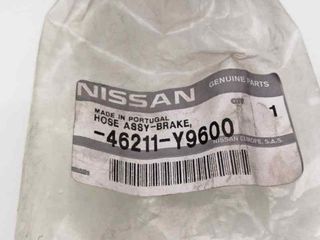 NISSAN
GENUINE PARTS
MADE IN PORTUGAL
HOSE ASSY-BRAKE,
1
-46211-Y9600
NISSAN EUROPE, S.A.S.